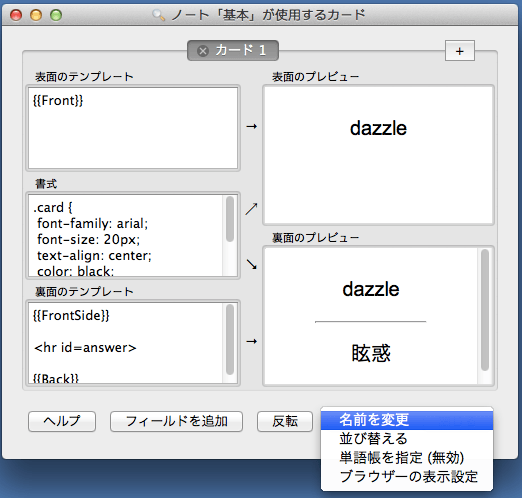 ノート「基本」が使用するカード
カード 1
+
表面のテンプレート
表面のプレビュー
{{Front}}
→
dazzle
書式
.card {
font-family: arial;
font-size: 20px;
text-align: center;
color: black;
↗
↘
裏面のプレビュー
dazzle
眩惑
裏面のテンプレート
{{FrontSide}}
<hr id=answer>
{{Back}}
→
ヘルプ
フィールドを追加
反転
名前を変更
並び替える
単語帳を指定 (無効)
ブラウザーの表示設定